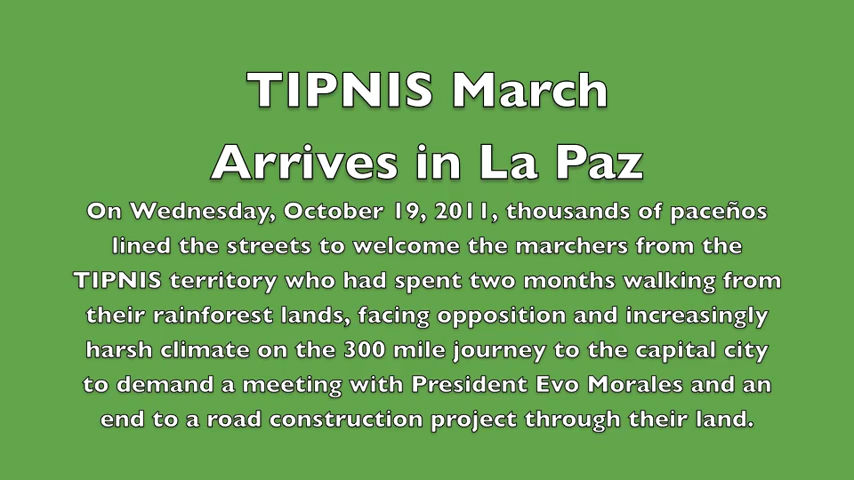 TIPNIS March
Arrives in La Paz
On Wednesday, October 19, 2011, thousands of paceños
lined the streets to welcome the marchers from the
TIPNIS territory who had spent two months walking from
their rainforest lands, facing opposition and increasingly
harsh climate on the 300 mile journey to the capital city
to demand a meeting with President Evo Morales and an
end to a road construction project through their land.